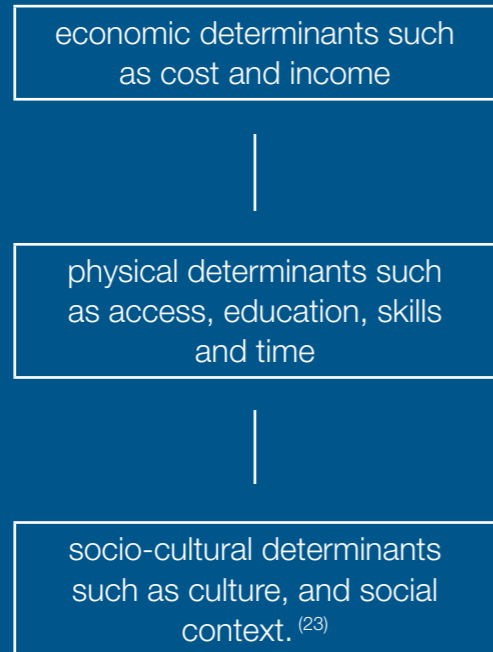 economic determinants such
as cost and income
physical determinants such
as access, education, skills
and time
socio-cultural determinants
such as culture, and social
context. (23)